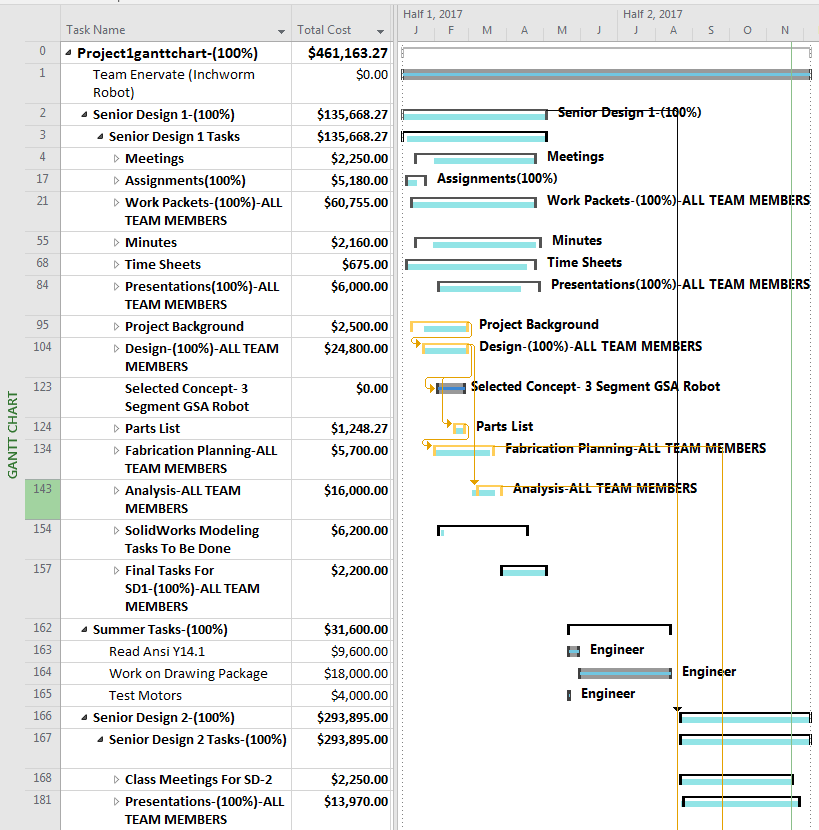 Half 1, 2017 Half 2, 2017
Task Name Total Cost J F M A M J J A S O N
GANTT CHART
0 Project1ganttchart-(100%) $461,163.27
1 Team Enervate (Inchworm $0.00
Robot)
2 Senior Design 1-(100%) $135,668.27 Senior Design 1-(100%)
3 Senior Design 1 Tasks $135,668.27
4 Meetings $2,250.00 Meetings
17 Assignments(100%) $5,180.00 Assignments(100%)
21 Work Packets-(100%)-ALL $60,755.00 Work Packets-(100%)-ALL TEAM MEMBERS
TEAM MEMBERS
55 Minutes $2,160.00 Minutes
68 Time Sheets $675.00 Time Sheets
84 Presentations(100%)-ALL $6,000.00 Presentations(100%)-ALL TEAM MEMBERS
TEAM MEMBERS
95 Project Background $2,500.00 Project Background
104 Design-(100%)-ALL TEAM $24,800.00 Design-(100%)-ALL TEAM MEMBERS
MEMBERS
123 Selected Concept- 3 $0.00 Selected Concept- 3 Segment GSA Robot
Segment GSA Robot
124 Parts List $1,248.27 Parts List
134 Fabrication Planning-ALL $5,700.00 Fabrication Planning-ALL TEAM MEMBERS
TEAM MEMBERS
143 Analysis-ALL TEAM $16,000.00 Analysis-ALL TEAM MEMBERS
MEMBERS
154 SolidWorks Modeling $6,200.00
Tasks To Be Done
157 Final Tasks For $2,200.00
SD1-(100%)-ALL TEAM
MEMBERS
162 Summer Tasks-(100%) $31,600.00
163 Read Ansi Y14.1 $9,600.00 Engineer
164 Work on Drawing Package $18,000.00 Engineer
165 Test Motors $4,000.00 Engineer
166 Senior Design 2-(100%) $293,895.00
167 Senior Design 2 Tasks-(100%) $293,895.00
168 Class Meetings For SD-2 $2,250.00
181 Presentations-(100%)-ALL $13,970.00
TEAM MEMBERS